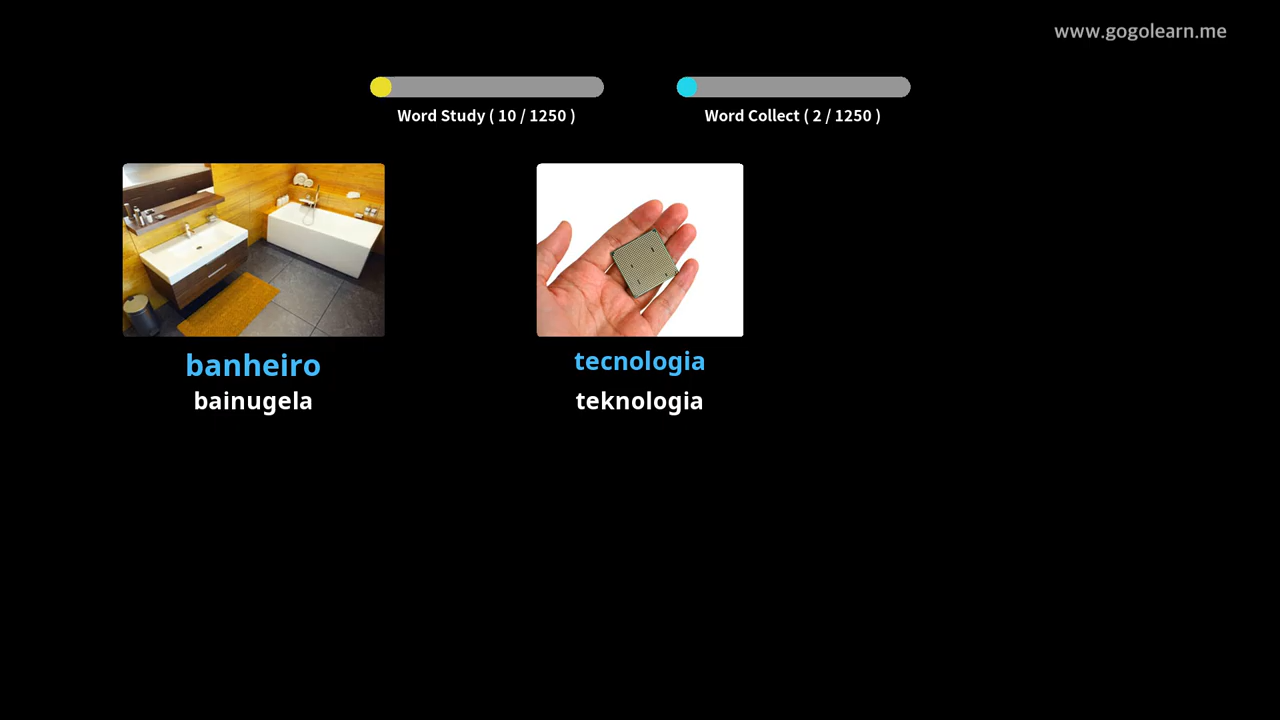 www.gogolearn.me
Word Study ( 10 / 1250 )
Word Collect ( 2 / 1250 )
banheiro
bainugela
tecnologia
teknologia